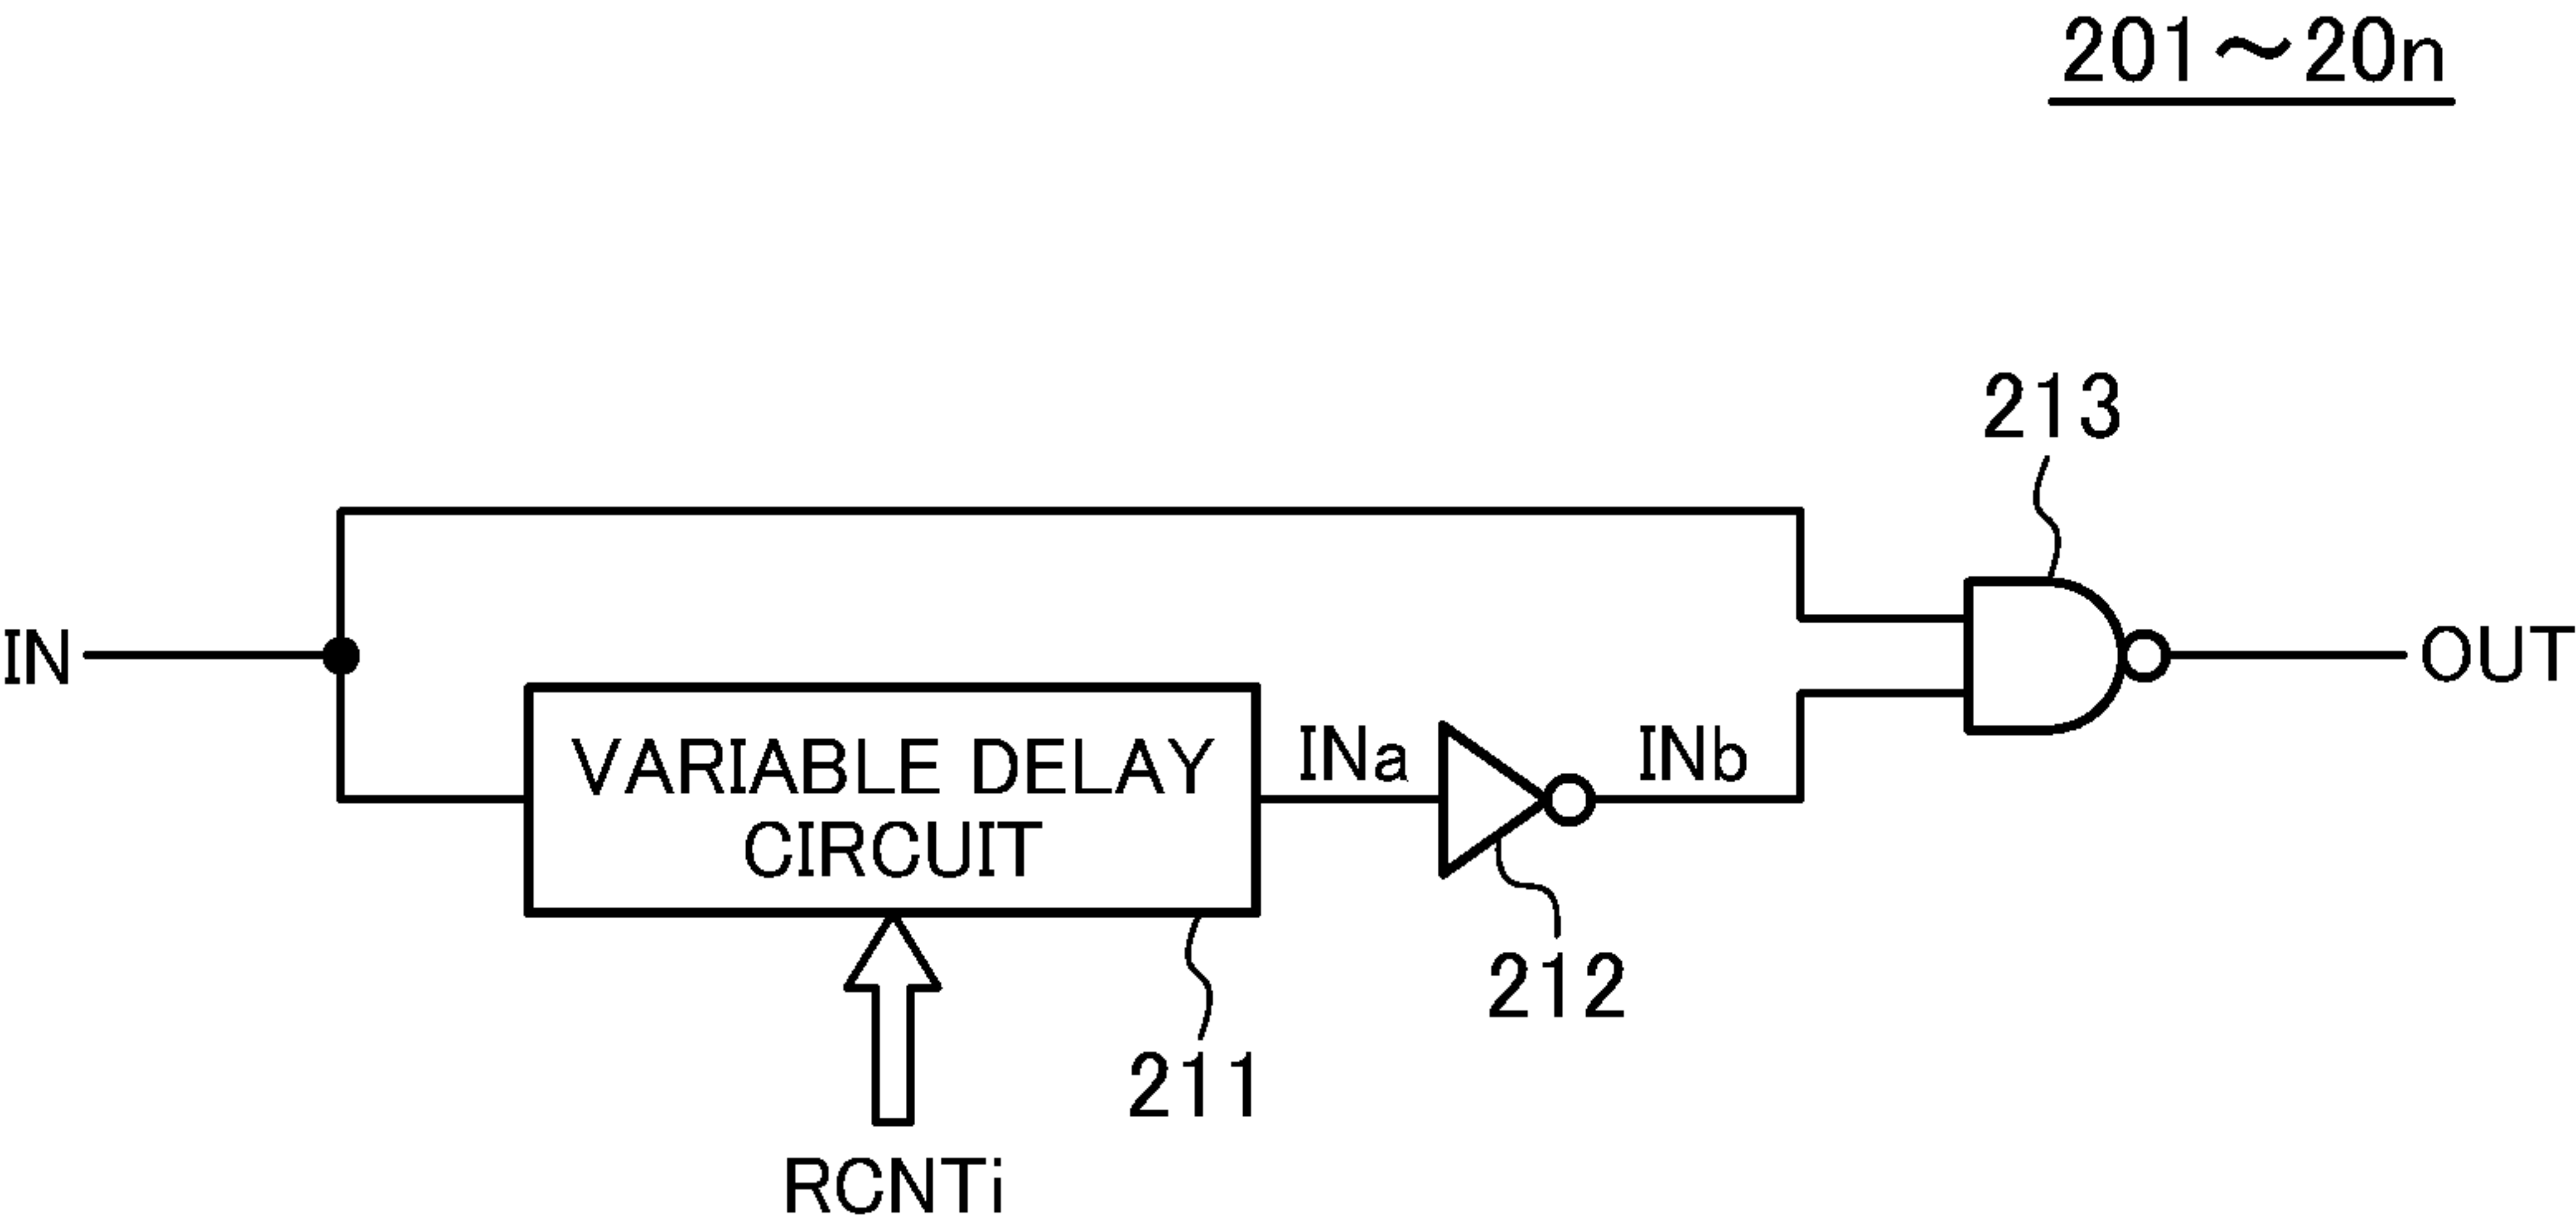 201～20n
213
IN
OUT
VARIABLE DELAY
CIRCUIT
INa
INb
212
211
RCNTi